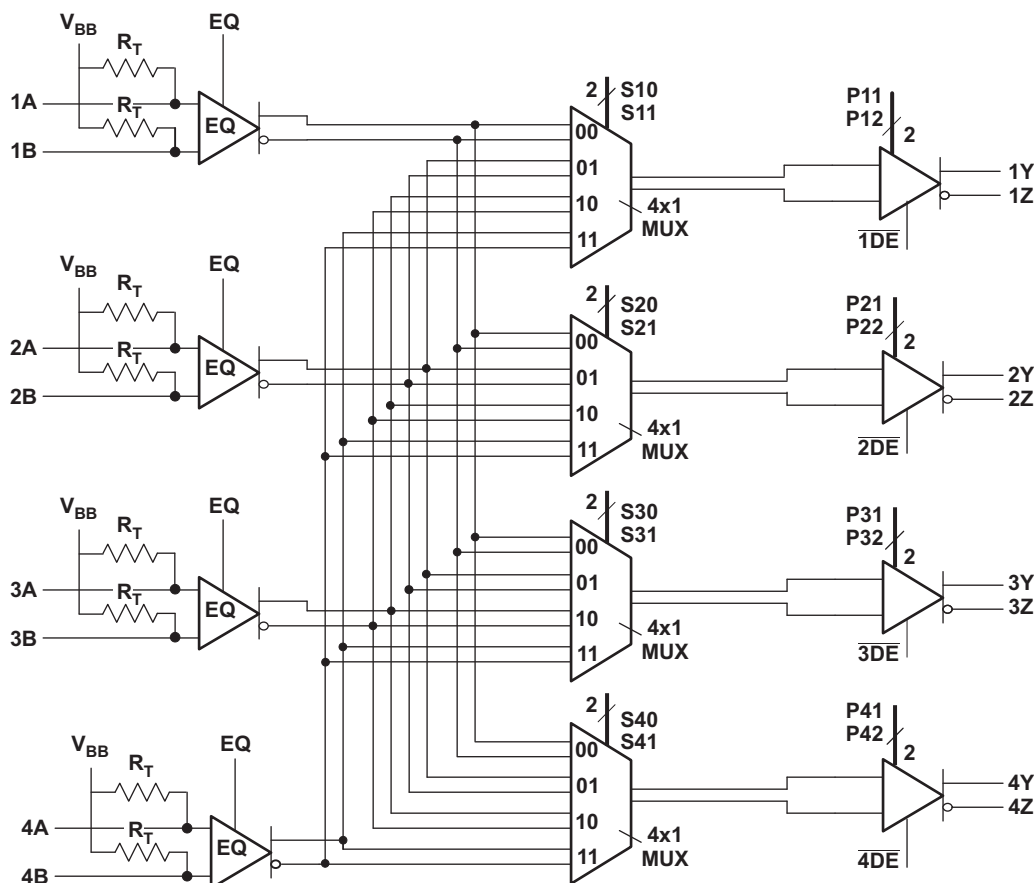 VBB
EQ
RT
1A
RT
EQ
1B
2
S10
S11
00
01
10
11
4x1
MUX
P11
P12
2
1Y
1Z
1DE
VBB
EQ
RT
2A
RT
EQ
2B
2
S20
S21
00
01
10
11
4x1
MUX
P21
P22
2
2Y
2Z
2DE
VBB
EQ
RT
3A
RT
EQ
3B
2
S30
S31
00
01
10
11
4x1
MUX
P31
P32
2
3Y
3Z
3DE
VBB
EQ
RT
4A
RT
EQ
4B
2
S40
S41
00
01
10
11
4x1
MUX
P41
P42
2
4Y
4Z
4DE